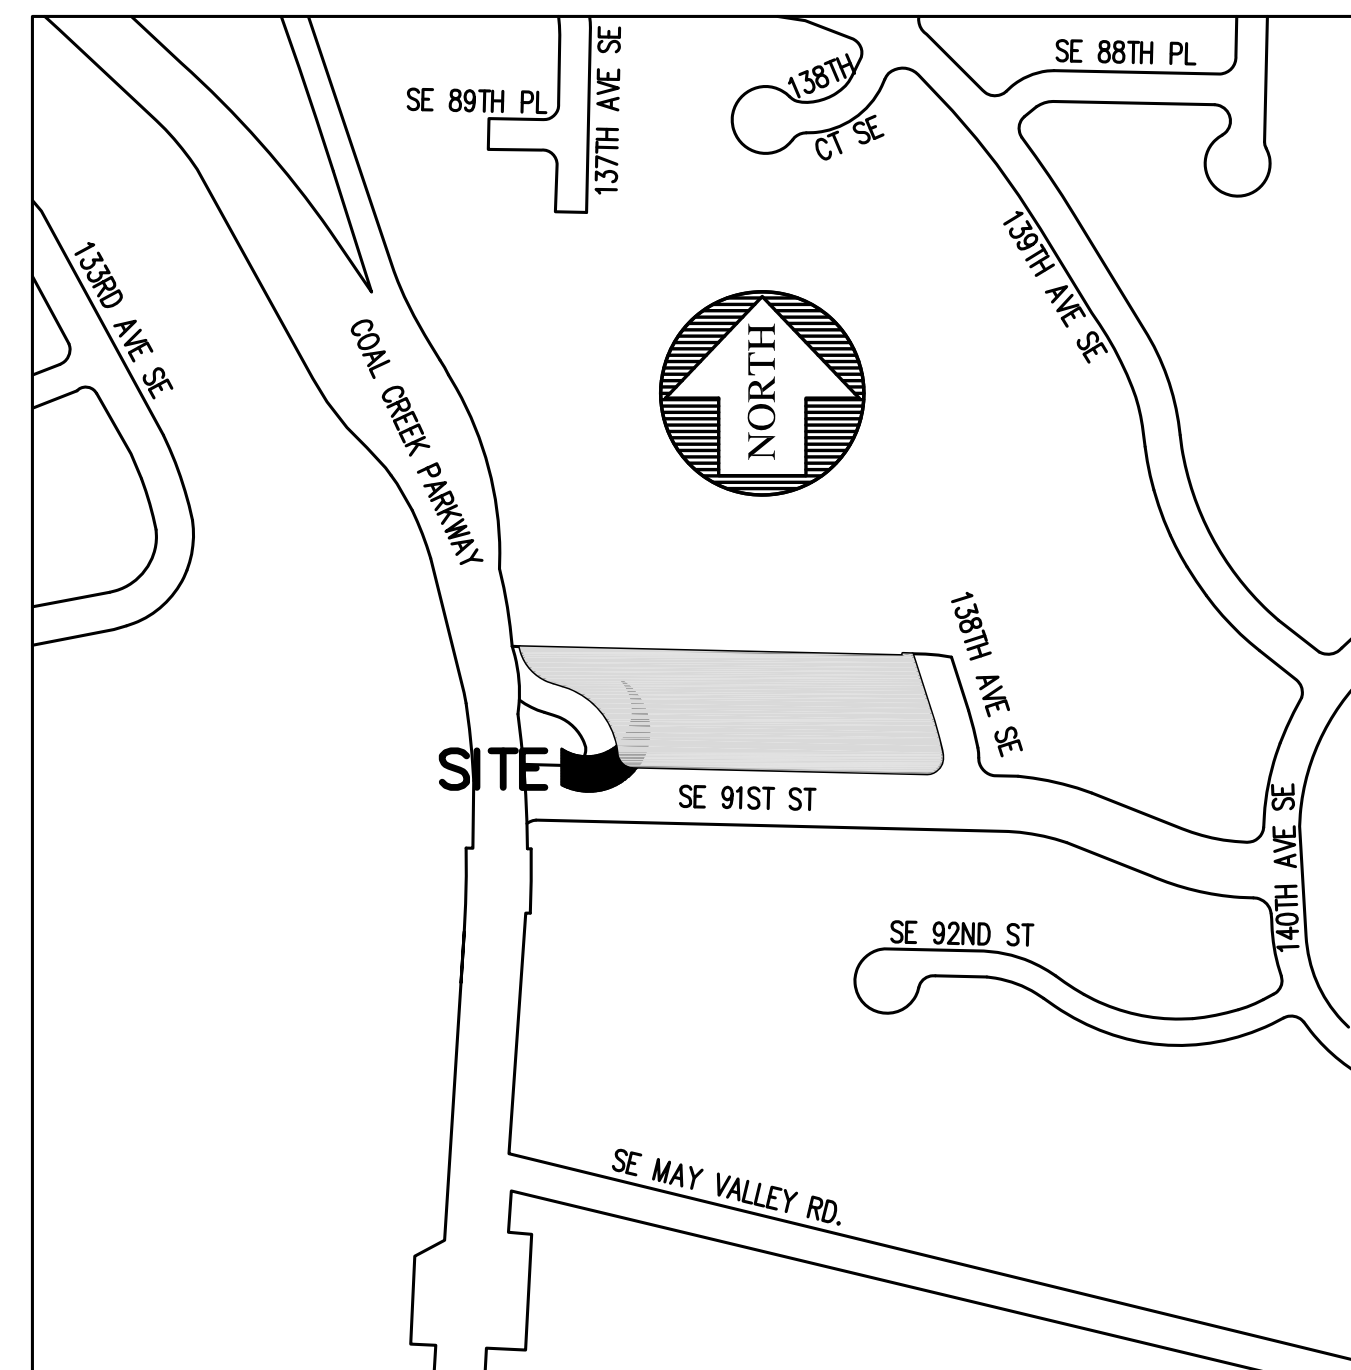 SE 88TH PL
137TH AVE SE
138TH
CT SE
SE 89TH PL
133RD AVE SE
139TH AVE SE
COAL CREEK PARKWAY
NORTH
138TH AVE SE
SITE
SE 91ST ST
140TH AVE SE
SE 92ND ST
SE MAY VALLEY RD.